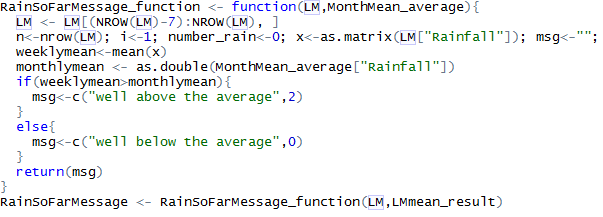 RainSoFarMessage_function <- function(LM,MonthMean_average){
LM <- LM[(NROW(LM)-7):NROW(LM), ]
n<-nrow(LM); i<-1; number_rain<-0; x<-as.matrix(LM["Rainfall"]); msg<-"";
weeklymean<-mean(x)
monthlymean <- as.double(MonthMean_average["Rainfall"])
if(weeklymean>monthlymean){
msg<-c("well above the average",2)
}
else{
msg<-c("well below the average",0)
}
return(msg)
}
RainSoFarMessage <- RainSoFarMessage_function(LM,LMmean_result)